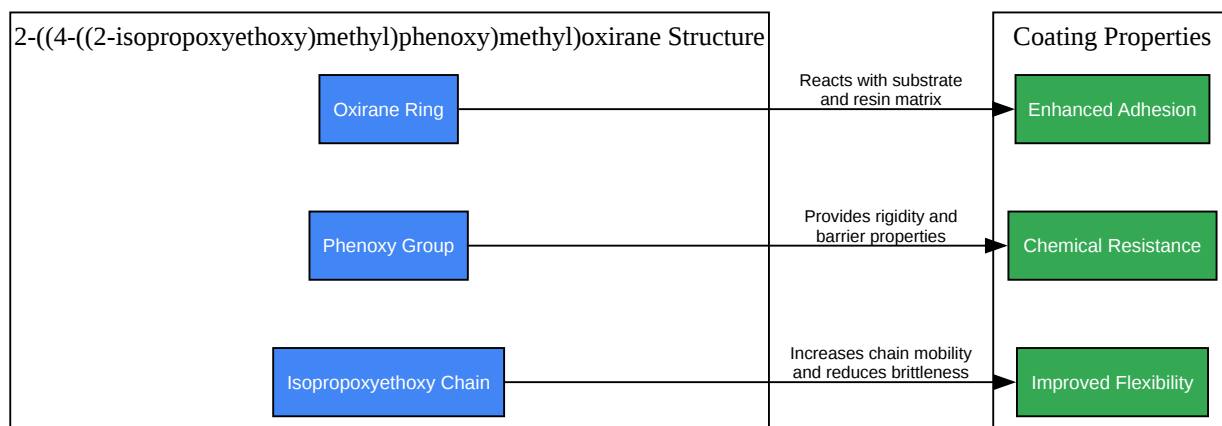 2-((4-((2-isopropoxyethoxy)methyl)phenoxy)methyl)oxirane Structure
Coating Properties
Oxirane Ring
Reacts with substrate
and resin matrix
Enhanced Adhesion
Phenoxy Group
Provides rigidity and
barrier properties
Chemical Resistance
Isopropoxyethoxy Chain
Increases chain mobility
and reduces brittleness
Improved Flexibility